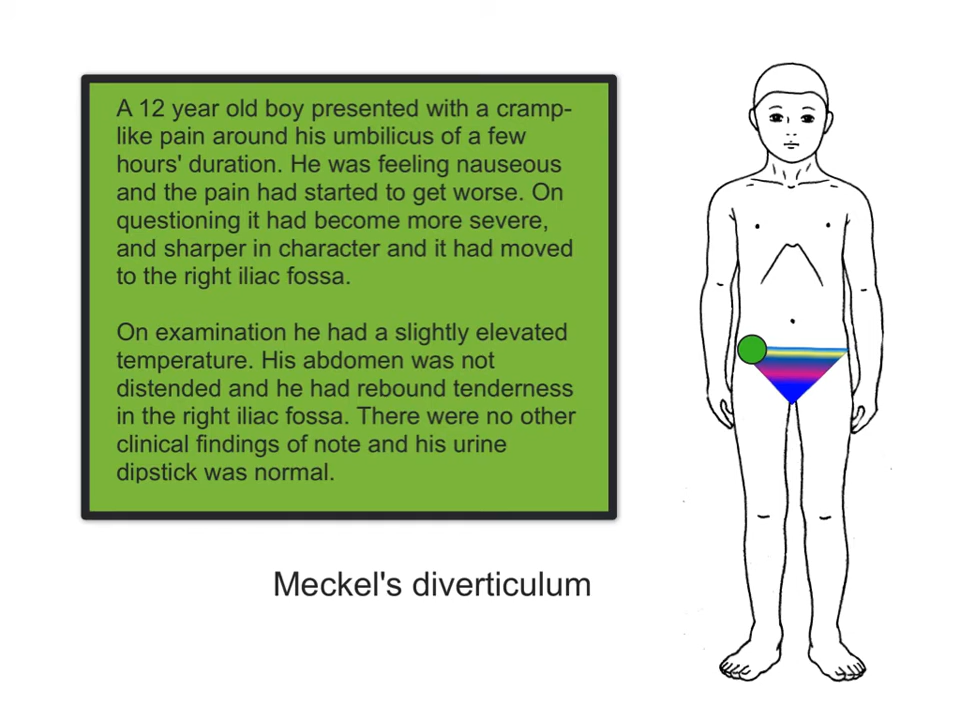 A 12 year old boy presented with a cramp-
like pain around his umbilicus of a few
hours' duration. He was feeling nauseous
and the pain had started to get worse. On
questioning it had become more severe,
and sharper in character and it had moved
to the right iliac fossa.
On examination he had a slightly elevated
temperature. His abdomen was not
distended and he had rebound tenderness
in the right iliac fossa. There were no other
clinical findings of note and his urine
dipstick was normal.
Meckel's diverticulum